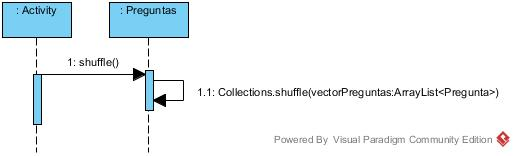 : Activity
: Preguntas
1: shuffle()
1.1: Collections.shuffle(vectorPreguntas:ArrayList<Pregunta>)
Powered By Visual Paradigm Community Edition